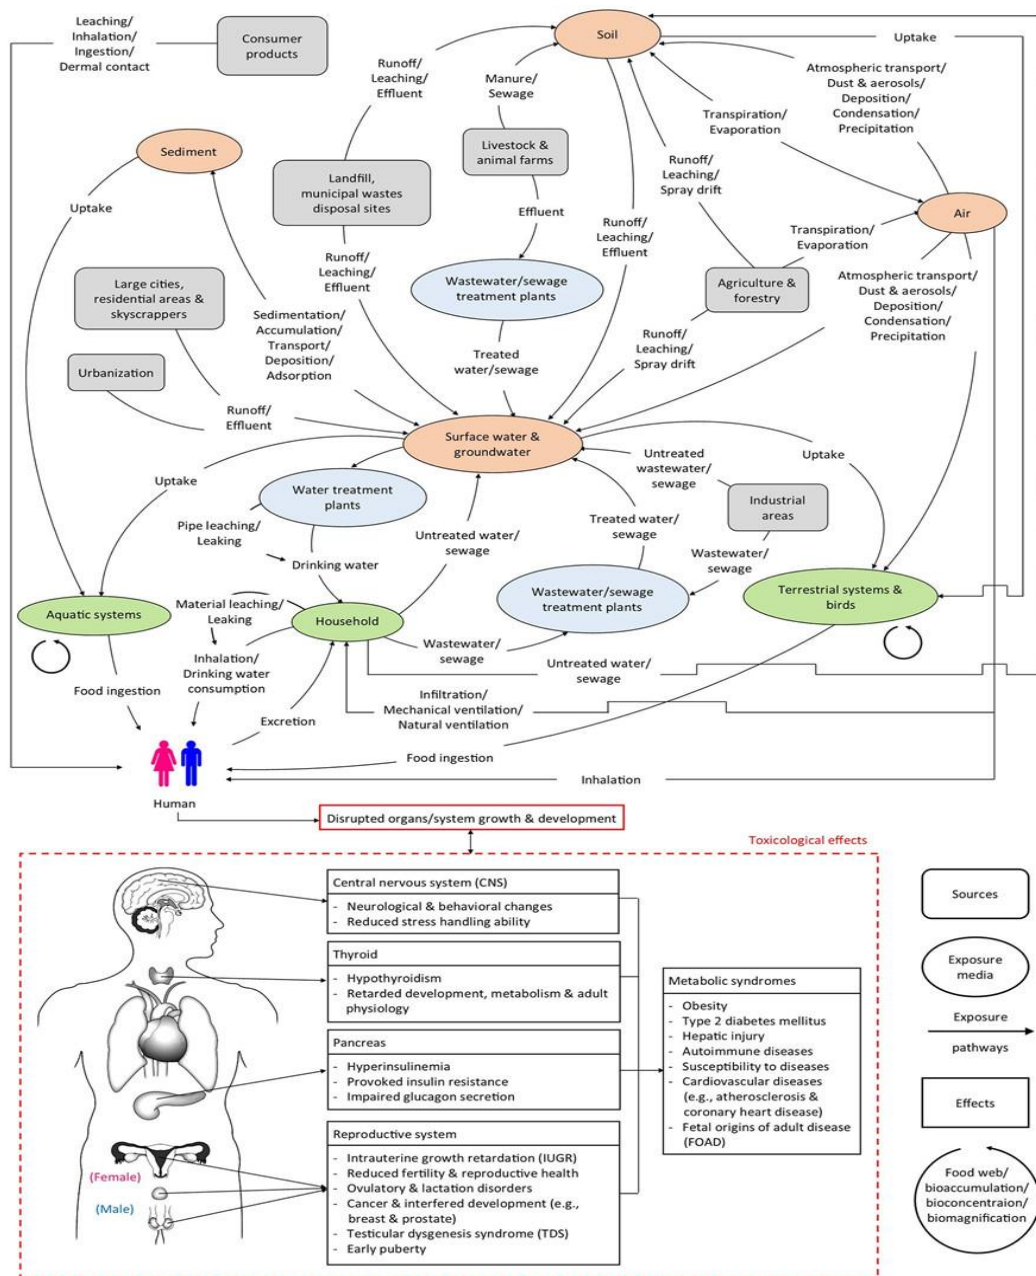 Leaching/
Inhalation/
Ingestion/
Dermal contact
Consumer
products
Runoff/
Leaching/
Effluent
Manure/
Sewage
Soil
Uptake
Atmospheric transport/
Dust & aerosols/
Deposition/
Condensation/
Precipitation
Transpiration/
Evaporation
Sediment
Livestock &
animal farms
Landfill,
municipal wastes
disposal sites
Runoff/
Leaching/
Spray drift
Uptake
Effluent
Air
Transpiration/
Evaporation
Runoff/
Leaching/
Effluent
Runoff/
Leaching/
Effluent
Large cities,
residential areas &
skyscrappers
Wastewater/sewage
treatment plants
Agriculture &
forestry
Atmospheric transport/
Dust & aerosols/
Deposition/
Condensation/
Precipitation
Sedimentation/
Accumulation/
Transport/
Deposition/
Adsorption
Urbanization
Treated
water/sewage
Runoff/
Leaching/
Spray drift
Runoff/
Effluent
Surface water &
groundwater
Untreated
wastewater/
sewage
Uptake
Uptake
Water treatment
plants
Industrial
areas
Pipe leaching/
Leaking
Untreated water/
sewage
Treated water/
sewage
Drinking water
Wastewater/
sewage
Aquatic systems
Material leaching/
Leaking
Household
Wastewater/sewage
treatment plants
Terrestrial systems &
birds
Wastewater/
sewage
Inhalation/
Drinking water
consumption
Untreated water/
sewage
Food ingestion
Excretion
Infiltration/
Mechanical ventilation/
Natural ventilation
Food ingestion
Inhalation
Human
Disrupted organs/system growth & development
Toxicological effects
Central nervous system (CNS)
- Neurological & behavioral changes
- Reduced stress handling ability
Thyroid
- Hypothyroidism
- Retarded development, metabolism & adult
physiology
Pancreas
- Hyperinsulinemia
- Provoked insulin resistance
- Impaired glucagon secretion
Reproductive system
- Intrauterine growth retardation (IUGR)
- Reduced fertility & reproductive health
- Ovulatory & lactation disorders
- Cancer & interfered development (e.g.,
breast & prostate)
- Testicular dysgenesis syndrome (TDS)
- Early puberty
(Female)
(Male)
Metabolic syndromes
- Obesity
- Type 2 diabetes mellitus
- Hepatic injury
- Autoimmune diseases
- Susceptibility to diseases
- Cardiovascular diseases
(e.g., atherosclerosis &
coronary heart disease)
- Fetal origins of adult disease
(FOAD)
Sources
Exposure
media
Exposure
pathways
Effects
Food web/
bioaccumulation/
bioconcentraion/
biomagnification